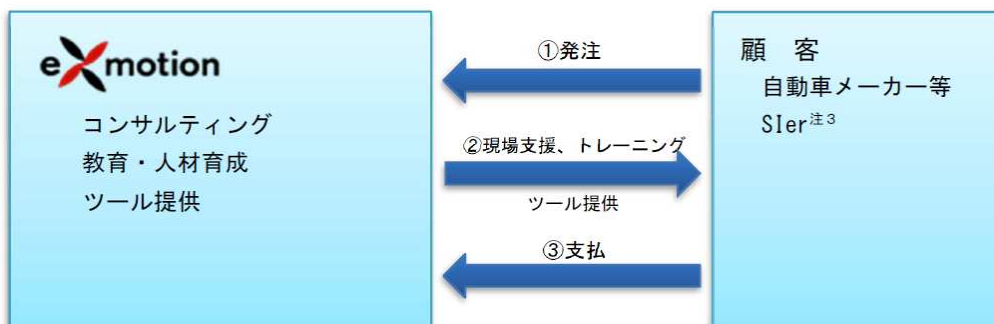 eXmotion
コンサルティング
教育・人材育成
ツール提供
①発注
②現場支援、トレーニング
ツール提供
③支払
顧　客
自動車メーカー等
SIer注3